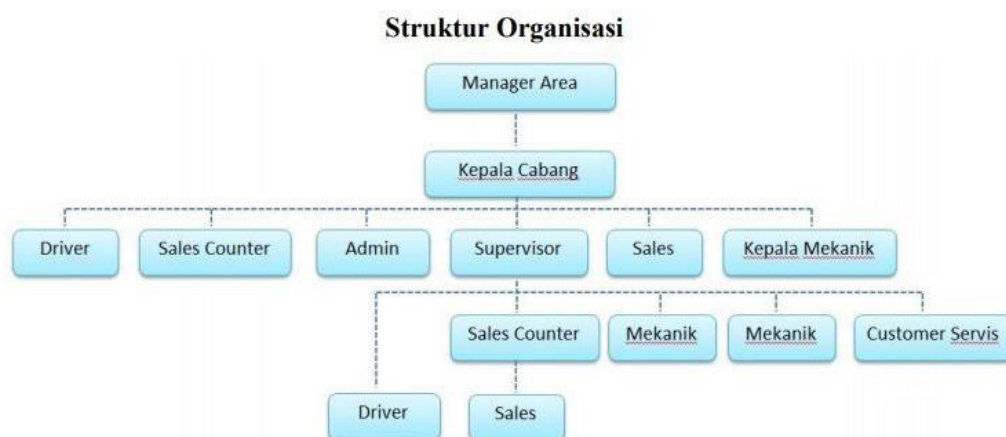 Struktur Organisasi
Manager Area
Kepala Cabang
Driver
Sales Counter
Admin
Supervisor
Sales
Kepala Mekanik
Sales Counter
Mekanik
Mekanik
Customer Servis
Driver
Sales